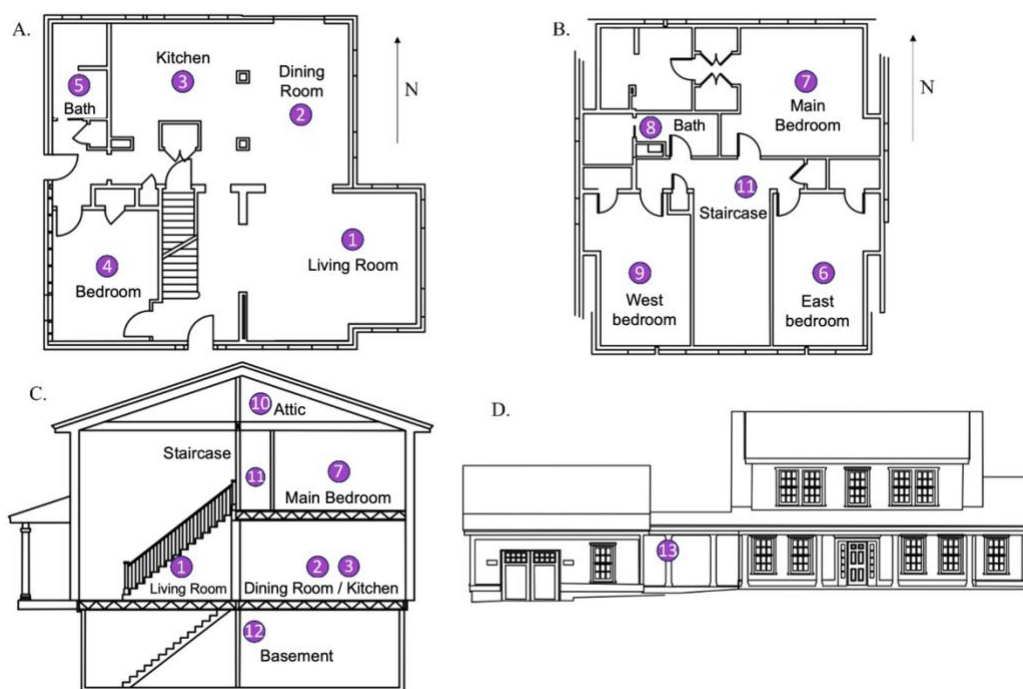 A.
N
Kitchen
3
5
Bath
Dining
Room
2
4
Bedroom
1
Living Room
B.
N
7
Main
Bedroom
8
Bath
11
Staircase
9
West
bedroom
6
East
bedroom
C.
10
Attic
Staircase
11
7
Main Bedroom
1
Living Room
2
3
Dining Room / Kitchen
12
Basement
D.
13